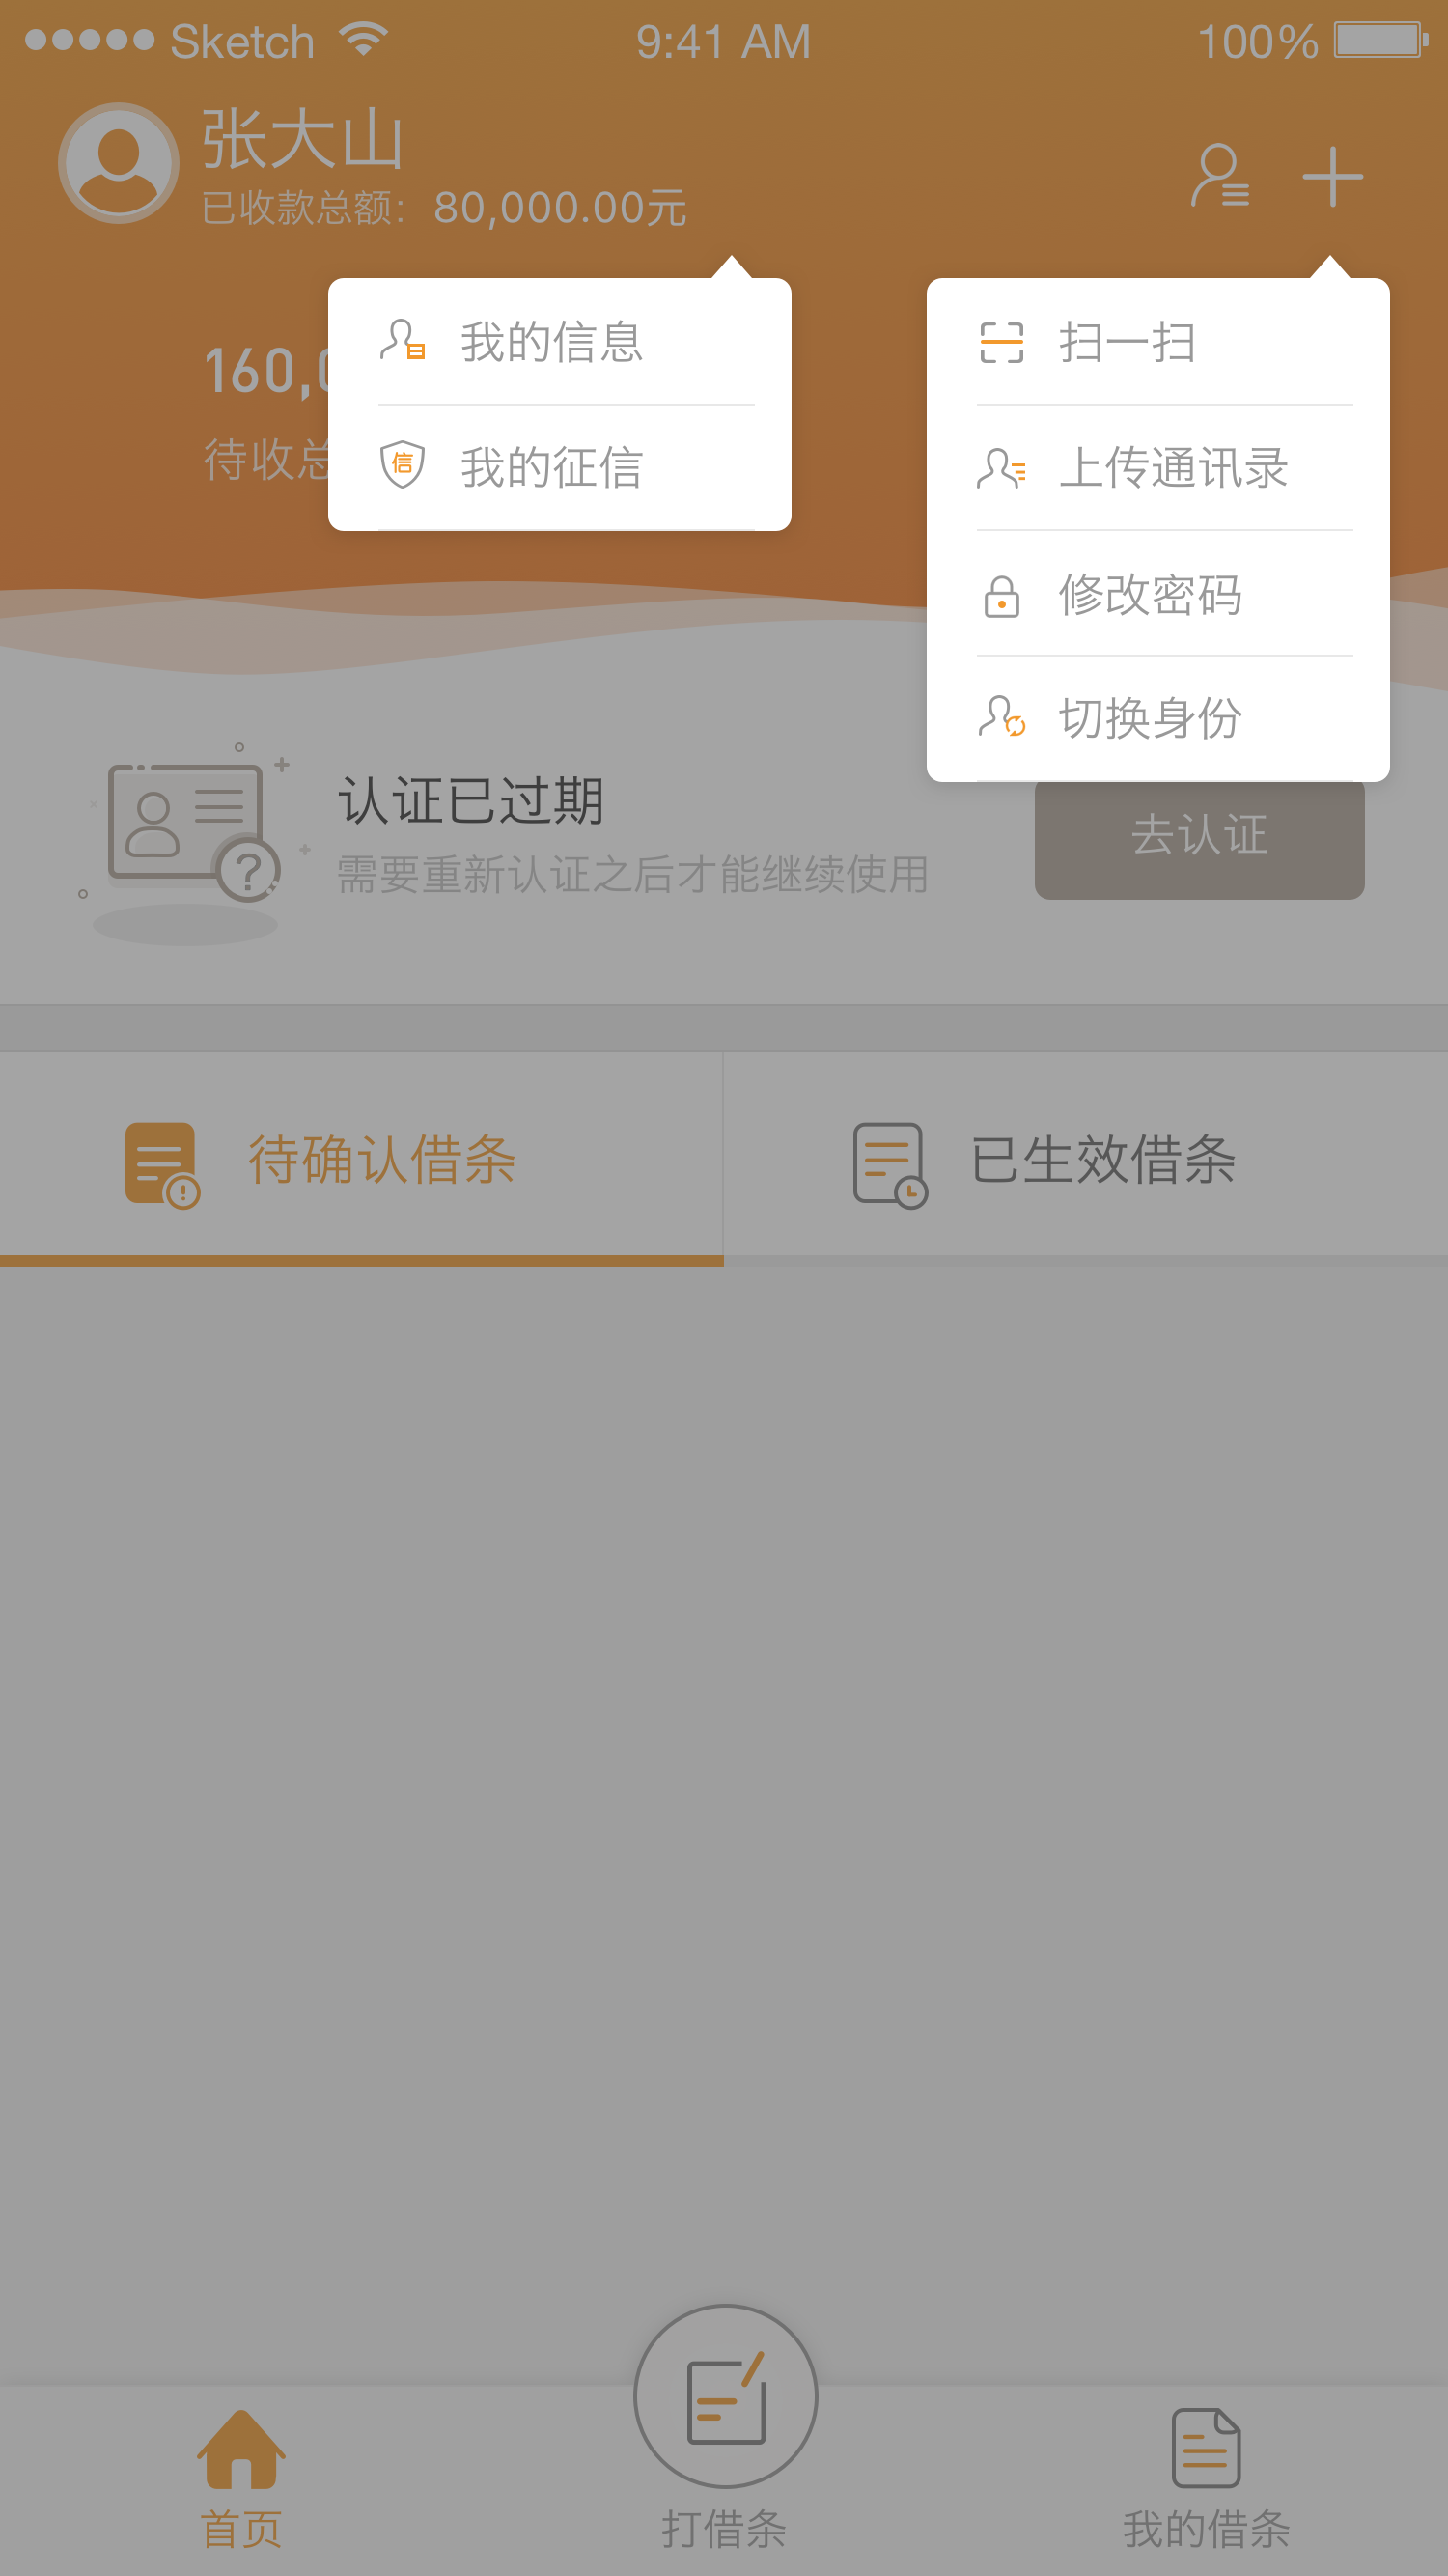 Sketch 9:41 AM 100%
张大山
已收款总额： 80,000.00元
160,
待收总
我的信息
信 我的征信
扫一扫
上传通讯录
修改密码
切换身份
认证已过期
需要重新认证之后才能继续使用
去认证
待确认借条
已生效借条
首页
打借条
我的借条